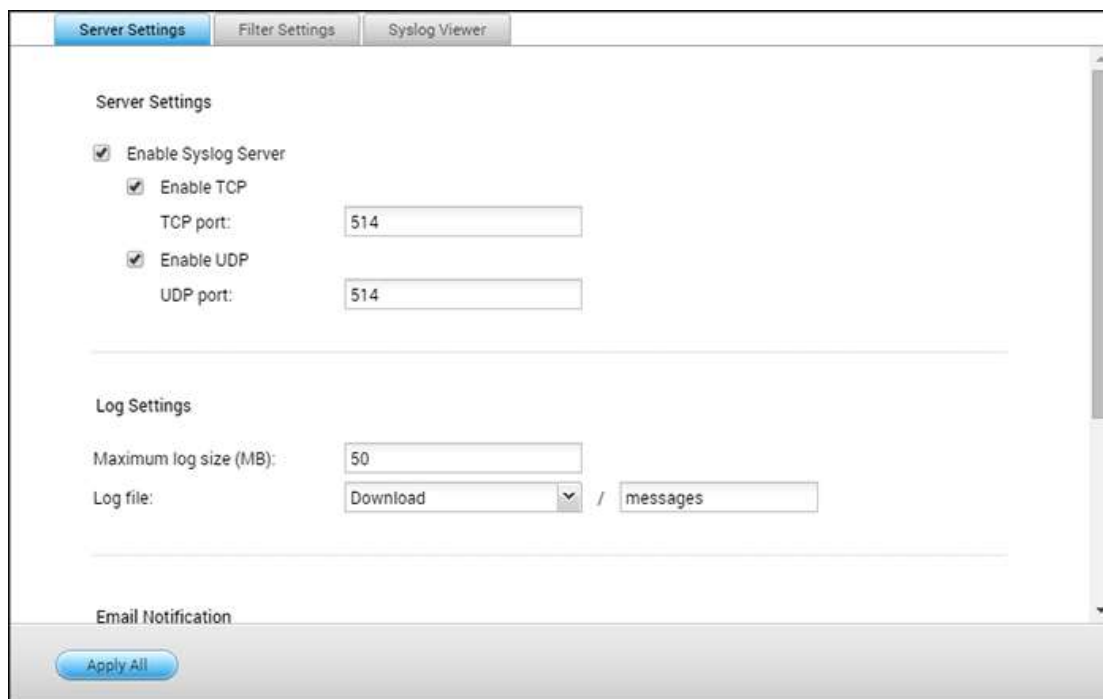 Server Settings Filter Settings Syslog Viewer
Server Settings
Enable Syslog Server
Enable TCP
TCP port: 514
Enable UDP
UDP port: 514
Log Settings
Maximum log size (MB): 50
Log file: Download / messages
Email Notification
Apply All